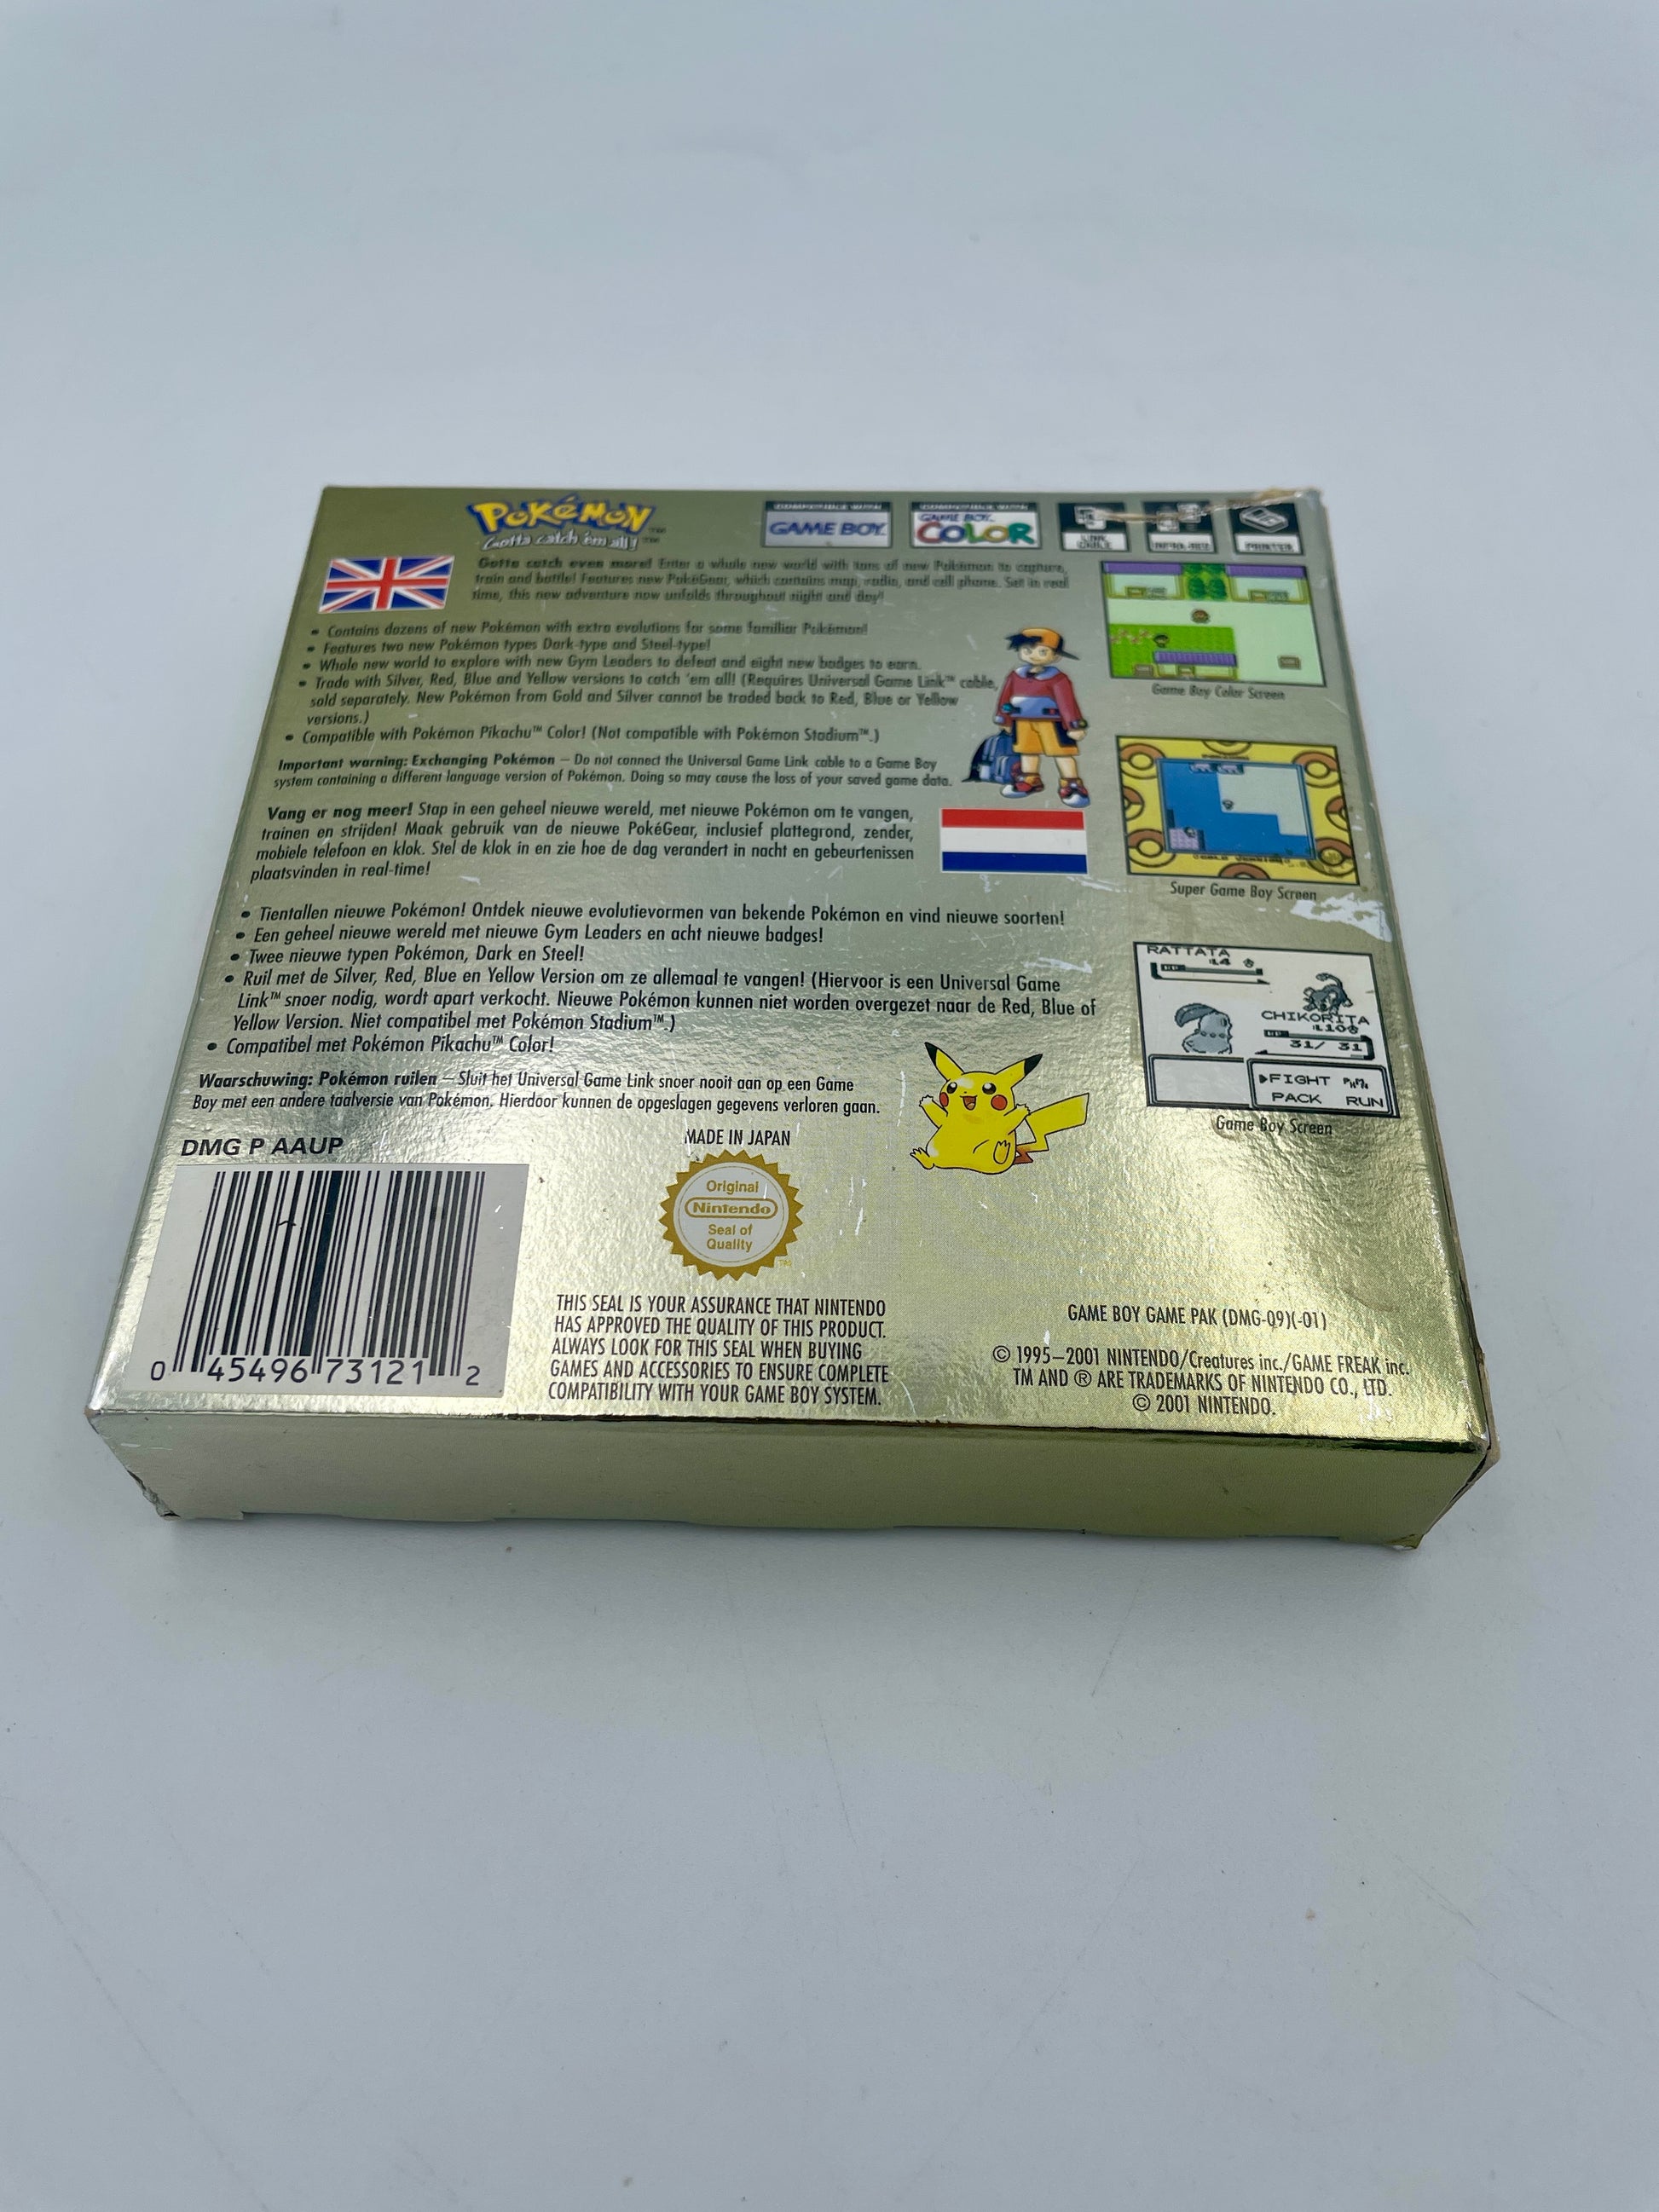 POKéMON™
Gotta catch 'em all!™
GAME BOY
GAME BOY
COLOR
LINK
CABLE
INFRA-RED
PRINTER
Gotta catch even more! Enter a whole new world with tons of new Pokémon to capture,
train and battle! Features new PokéGear, which contains map, radio, and cell phone. Set in real
time, this new adventure now unfolds throughout night and day!
• Contains dozens of new Pokémon with extra evolutions for some familiar Pokémon!
• Features two new Pokémon types Dark-type and Steel-type!
• Whole new world to explore with new Gym Leaders to defeat and eight new badges to earn.
• Trade with Silver, Red, Blue and Yellow versions to catch 'em all! (Requires Universal Game Link™ cable,
sold separately. New Pokémon from Gold and Silver cannot be traded back to Red, Blue or Yellow
versions.)
• Compatible with Pokémon Pikachu™ Color! (Not compatible with Pokémon Stadium™.)
Important warning: Exchanging Pokémon – Do not connect the Universal Game Link cable to a Game Boy
system containing a different language version of Pokémon. Doing so may cause the loss of your saved game data.
Vang er nog meer! Stap in een geheel nieuwe wereld, met nieuwe Pokémon om te vangen,
trainen en strijden! Maak gebruik van de nieuwe PokéGear, inclusief plattegrond, zender,
mobiele telefoon en klok. Stel de klok in en zie hoe de dag verandert in nacht en gebeurtenissen
plaatsvinden in real-time!
• Tientallen nieuwe Pokémon! Ontdek nieuwe evolutievormen van bekende Pokémon en vind nieuwe soorten!
• Een geheel nieuwe wereld met nieuwe Gym Leaders en acht nieuwe badges!
• Twee nieuwe typen Pokémon, Dark en Steel!
• Ruil met de Silver, Red, Blue en Yellow Version om ze allemaal te vangen! (Hiervoor is een Universal Game
Link™ snoer nodig, wordt apart verkocht. Nieuwe Pokémon kunnen niet worden overgezet naar de Red, Blue of
Yellow Version. Niet compatibel met Pokémon Stadium™.)
• Compatibel met Pokémon Pikachu™ Color!
Waarschuwing: Pokémon ruilen – Sluit het Universal Game Link snoer nooit aan op een Game
Boy met een andere taalversie van Pokémon. Hierdoor kunnen de opgeslagen gegevens verloren gaan.
Game Boy Color Screen
Super Game Boy Screen
RATTATA
:L4
HP
CHIKORITA
:L10
HP
31/ 31
▶FIGHT PKMN
PACK RUN
Game Boy Screen
DMG P AAUP
0 45496 73121 2
MADE IN JAPAN
Original
Nintendo
Seal of
Quality
TM
THIS SEAL IS YOUR ASSURANCE THAT NINTENDO
HAS APPROVED THE QUALITY OF THIS PRODUCT.
ALWAYS LOOK FOR THIS SEAL WHEN BUYING
GAMES AND ACCESSORIES TO ENSURE COMPLETE
COMPATIBILITY WITH YOUR GAME BOY SYSTEM.
GAME BOY GAME PAK (DMG-09)(-01)
© 1995–2001 NINTENDO/Creatures inc./GAME FREAK inc.
TM AND ® ARE TRADEMARKS OF NINTENDO CO., LTD.
© 2001 NINTENDO.